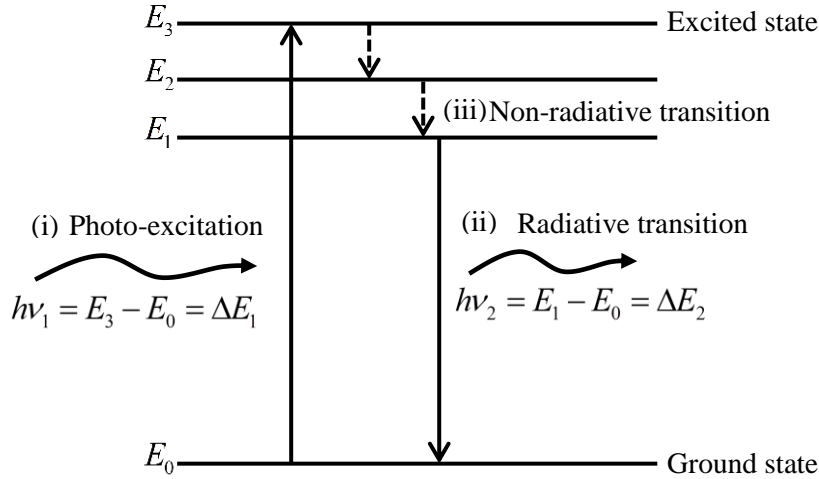 E₃
Excited state
E₂
(iii) Non-radiative transition
E₁
(i) Photo-excitation
(ii) Radiative transition
hν₁ = E₃ − E₀ = ΔE₁
hν₂ = E₁ − E₀ = ΔE₂
E₀
Ground state